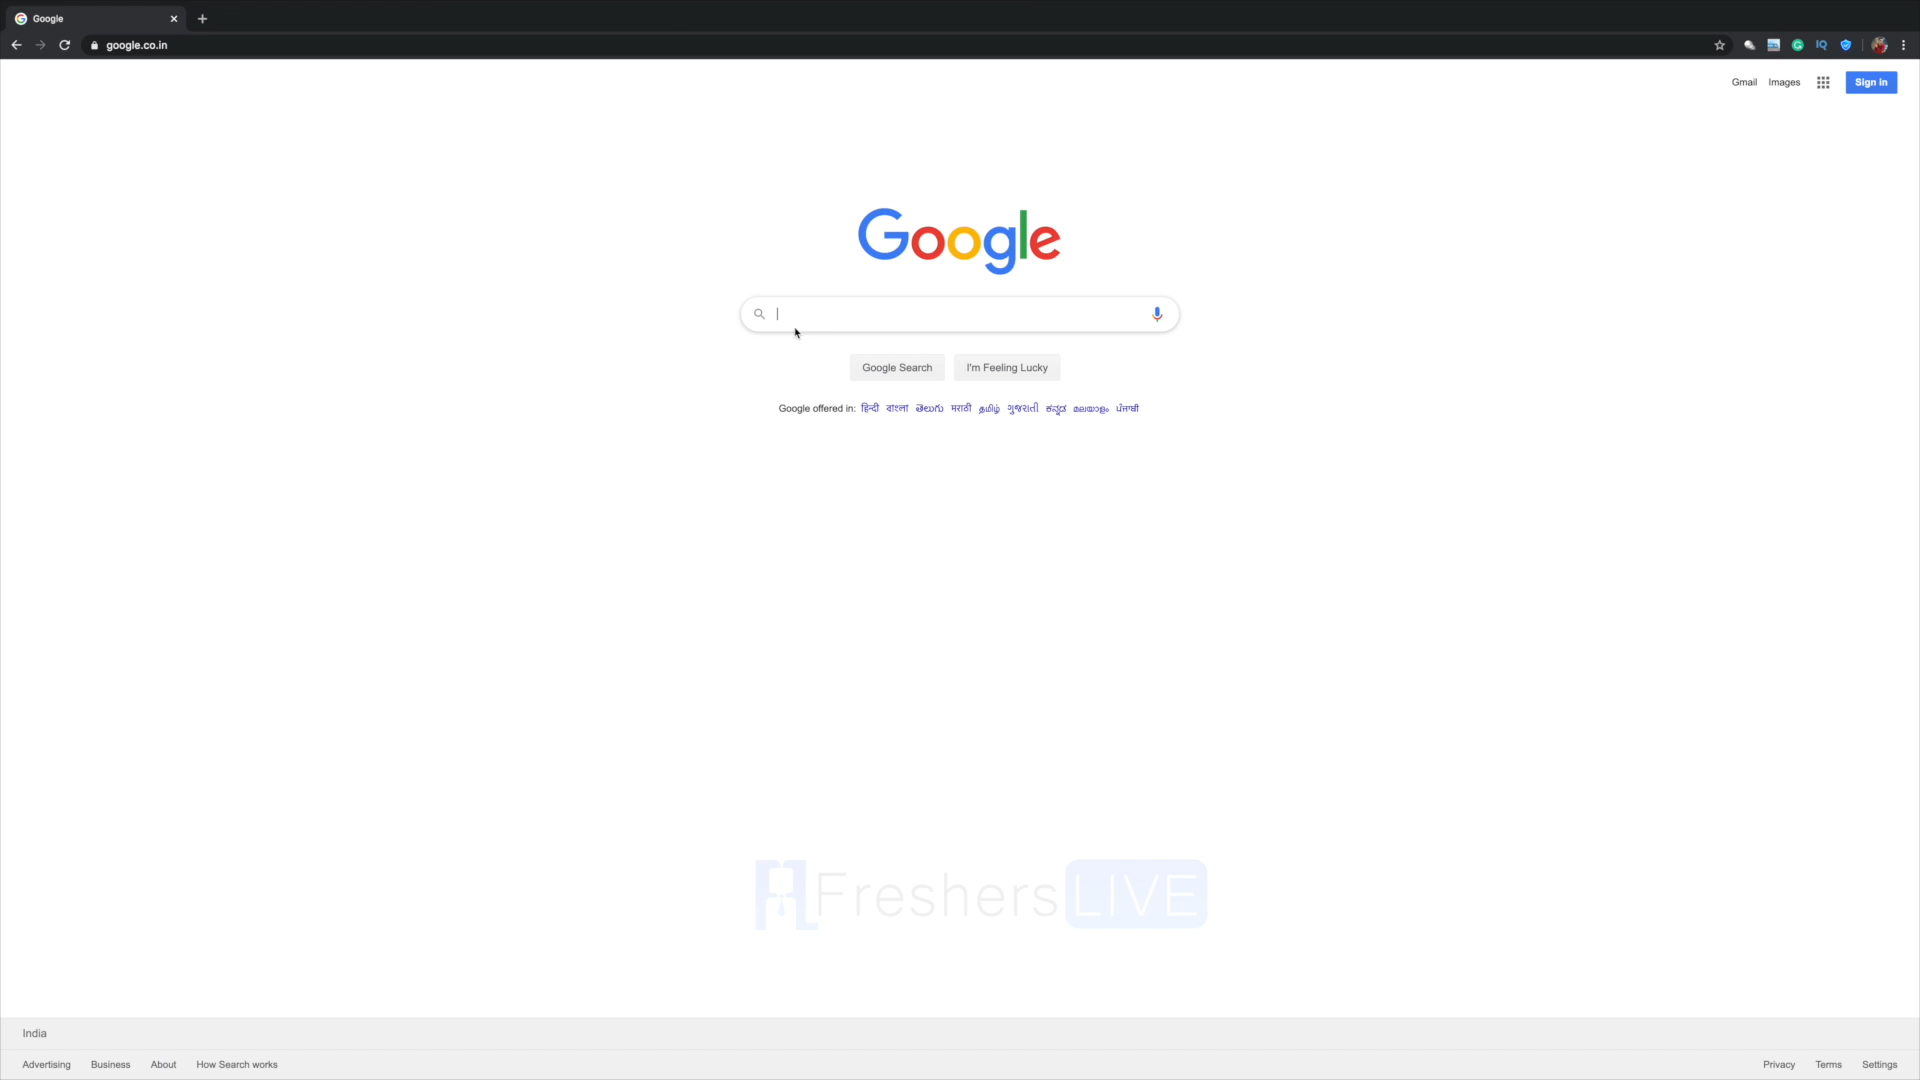 Google
google.co.in
IQ
Gmail Images Sign in
Google
Google Search I'm Feeling Lucky
Google offered in: हिन्दी বাংলা తెలుగు मराठी தமிழ் ગુજરાતી ಕನ್ನಡ മലയാളം ਪੰਜਾਬੀ
FreshersLIVE
India
Advertising Business About How Search works Privacy Terms Settings